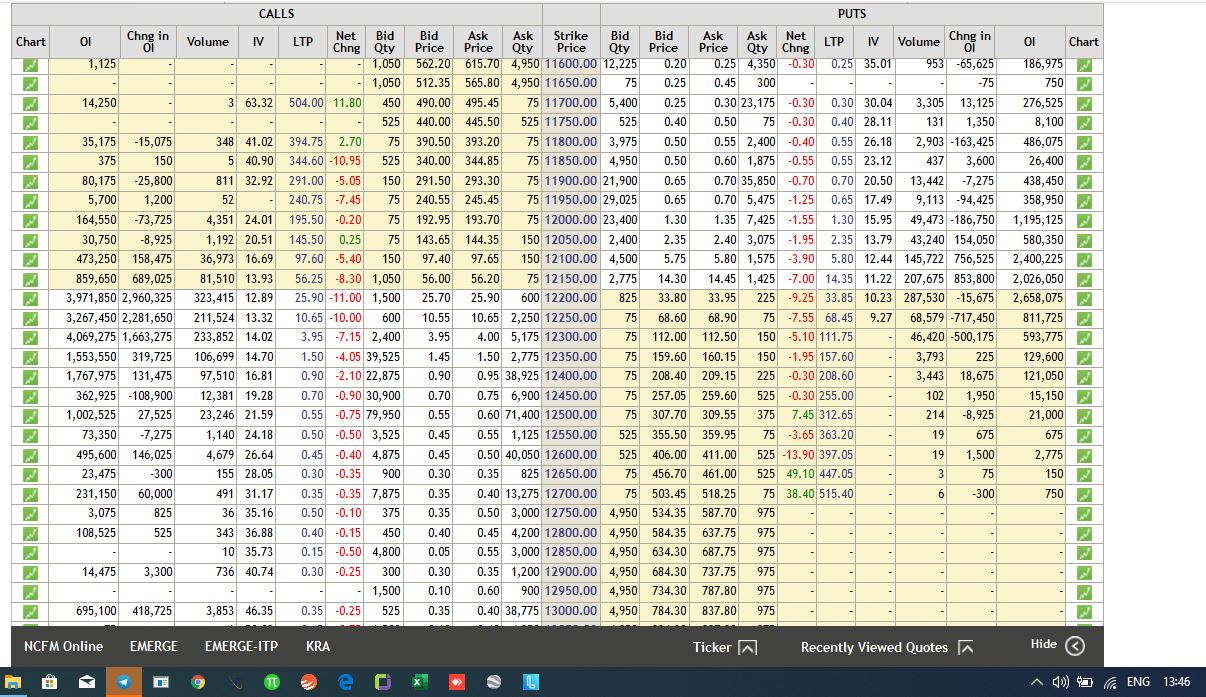 CALLS PUTS
Chart OI Chng in OI Volume IV LTP Net Chng Bid Qty Bid Price Ask Price Ask Qty Strike Price Bid Qty Bid Price Ask Price Ask Qty Net Chng LTP IV Volume Chng in OI OI Chart
1,125 - - - - - 1,050 562.20 615.70 4,950 11600.00 12,225 0.20 0.25 4,350 -0.30 0.25 35.01 953 -65,625 186,975
- - - - - - 1,050 512.35 565.80 4,950 11650.00 75 0.25 0.45 300 - - - - -75 750
14,250 - 3 63.32 504.00 11.80 450 490.00 495.45 75 11700.00 5,400 0.25 0.30 23,175 -0.30 0.30 30.04 3,305 13,125 276,525
- - - - - - 525 440.00 445.50 525 11750.00 525 0.40 0.50 75 -0.30 0.40 28.11 131 1,350 8,100
35,175 -15,075 348 41.02 394.75 2.70 75 390.50 393.20 75 11800.00 3,975 0.50 0.55 2,400 -0.40 0.55 26.18 2,903 -163,425 486,075
375 150 5 40.90 344.60 -10.95 525 340.00 344.85 75 11850.00 4,950 0.50 0.60 1,875 -0.55 0.55 23.12 437 3,600 26,400
80,175 -25,800 811 32.92 291.00 -5.05 150 291.50 293.30 75 11900.00 21,900 0.65 0.70 35,850 -0.70 0.70 20.50 13,442 -7,275 438,450
5,700 1,200 52 - 240.75 -7.45 75 240.55 245.45 75 11950.00 29,025 0.65 0.70 5,475 -1.25 0.65 17.49 9,113 -94,425 358,950
164,550 -73,725 4,351 24.01 195.50 -0.20 75 192.95 193.70 75 12000.00 23,400 1.30 1.35 7,425 -1.55 1.30 15.95 49,473 -186,750 1,195,125
30,750 -8,925 1,192 20.51 145.50 0.25 75 143.65 144.35 150 12050.00 2,400 2.35 2.40 3,075 -1.95 2.35 13.79 43,240 154,050 580,350
473,250 158,475 36,973 16.69 97.60 -5.40 150 97.40 97.65 150 12100.00 4,500 5.75 5.80 1,575 -3.90 5.80 12.44 145,722 756,525 2,400,225
859,650 689,025 81,510 13.93 56.25 -8.30 1,050 56.00 56.20 75 12150.00 2,775 14.30 14.45 1,425 -7.00 14.35 11.22 207,675 853,800 2,026,050
3,971,850 2,960,325 323,415 12.89 25.90 -11.00 1,500 25.70 25.90 600 12200.00 825 33.80 33.95 225 -9.25 33.85 10.23 287,530 -15,675 2,658,075
3,267,450 2,281,650 211,524 13.32 10.65 -10.00 600 10.55 10.65 2,250 12250.00 75 68.60 68.90 75 -7.55 68.45 9.27 68,579 -717,450 811,725
4,069,275 1,663,275 233,852 14.02 3.95 -7.15 2,400 3.95 4.00 5,175 12300.00 75 112.00 112.50 150 -5.10 111.75 - 46,420 -500,175 593,775
1,553,550 319,725 106,699 14.70 1.50 -4.05 39,525 1.45 1.50 2,775 12350.00 75 159.60 160.15 150 -1.95 157.60 - 3,793 225 129,600
1,767,975 131,475 97,510 16.81 0.90 -2.10 22,875 0.90 0.95 38,925 12400.00 75 208.40 209.15 225 -0.30 208.60 - 3,443 18,675 121,050
362,925 -108,900 12,381 19.28 0.70 -0.90 30,900 0.70 0.75 6,900 12450.00 75 257.05 259.60 525 -0.30 255.00 - 102 1,950 15,150
1,002,525 27,525 23,246 21.59 0.55 -0.75 79,950 0.55 0.60 71,400 12500.00 75 307.70 309.55 375 7.45 312.65 - 214 -8,925 21,000
73,350 -7,275 1,140 24.18 0.50 -0.50 3,525 0.45 0.55 1,125 12550.00 525 355.50 359.95 75 -3.65 363.20 - 19 675 675
495,600 146,025 4,679 26.64 0.45 -0.40 4,875 0.45 0.50 40,050 12600.00 525 406.00 411.00 525 -13.90 397.05 - 19 1,500 2,775
23,475 -300 155 28.05 0.30 -0.35 900 0.30 0.35 825 12650.00 75 456.70 461.00 525 49.10 447.05 - 3 75 150
231,150 60,000 491 31.17 0.35 -0.35 7,875 0.35 0.40 13,275 12700.00 75 503.45 518.25 75 38.40 515.40 - 6 -300 750
3,075 825 36 35.16 0.50 -0.10 375 0.35 0.50 3,000 12750.00 4,950 534.35 587.70 975 - - - - - -
108,525 525 343 36.88 0.40 -0.15 450 0.40 0.45 4,200 12800.00 4,950 584.35 637.75 975 - - - - - -
- - 10 35.73 0.15 -0.50 4,800 0.05 0.55 3,000 12850.00 4,950 634.30 687.75 975 - - - - - -
14,475 3,300 736 40.74 0.30 -0.25 300 0.30 0.35 1,200 12900.00 4,950 684.30 737.75 975 - - - - - -
- - - - - - 1,500 0.10 0.60 900 12950.00 4,950 734.30 787.80 975 - - - - - -
695,100 418,725 3,853 46.35 0.35 -0.25 525 0.35 0.40 38,775 13000.00 4,950 784.30 837.80 975 - - - - - -
NCFM Online EMERGE EMERGE-ITP KRA Ticker Recently Viewed Quotes Hide
ENG 13:46